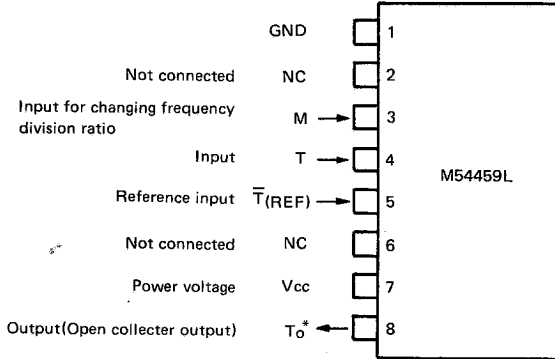 GND 1
Not connected NC 2
Input for changing frequency
division ratio M 3
Input T 4
M54459L
Reference input T̅(REF) 5
Not connected NC 6
Power voltage Vcc 7
Output(Open collecter output) To* 8